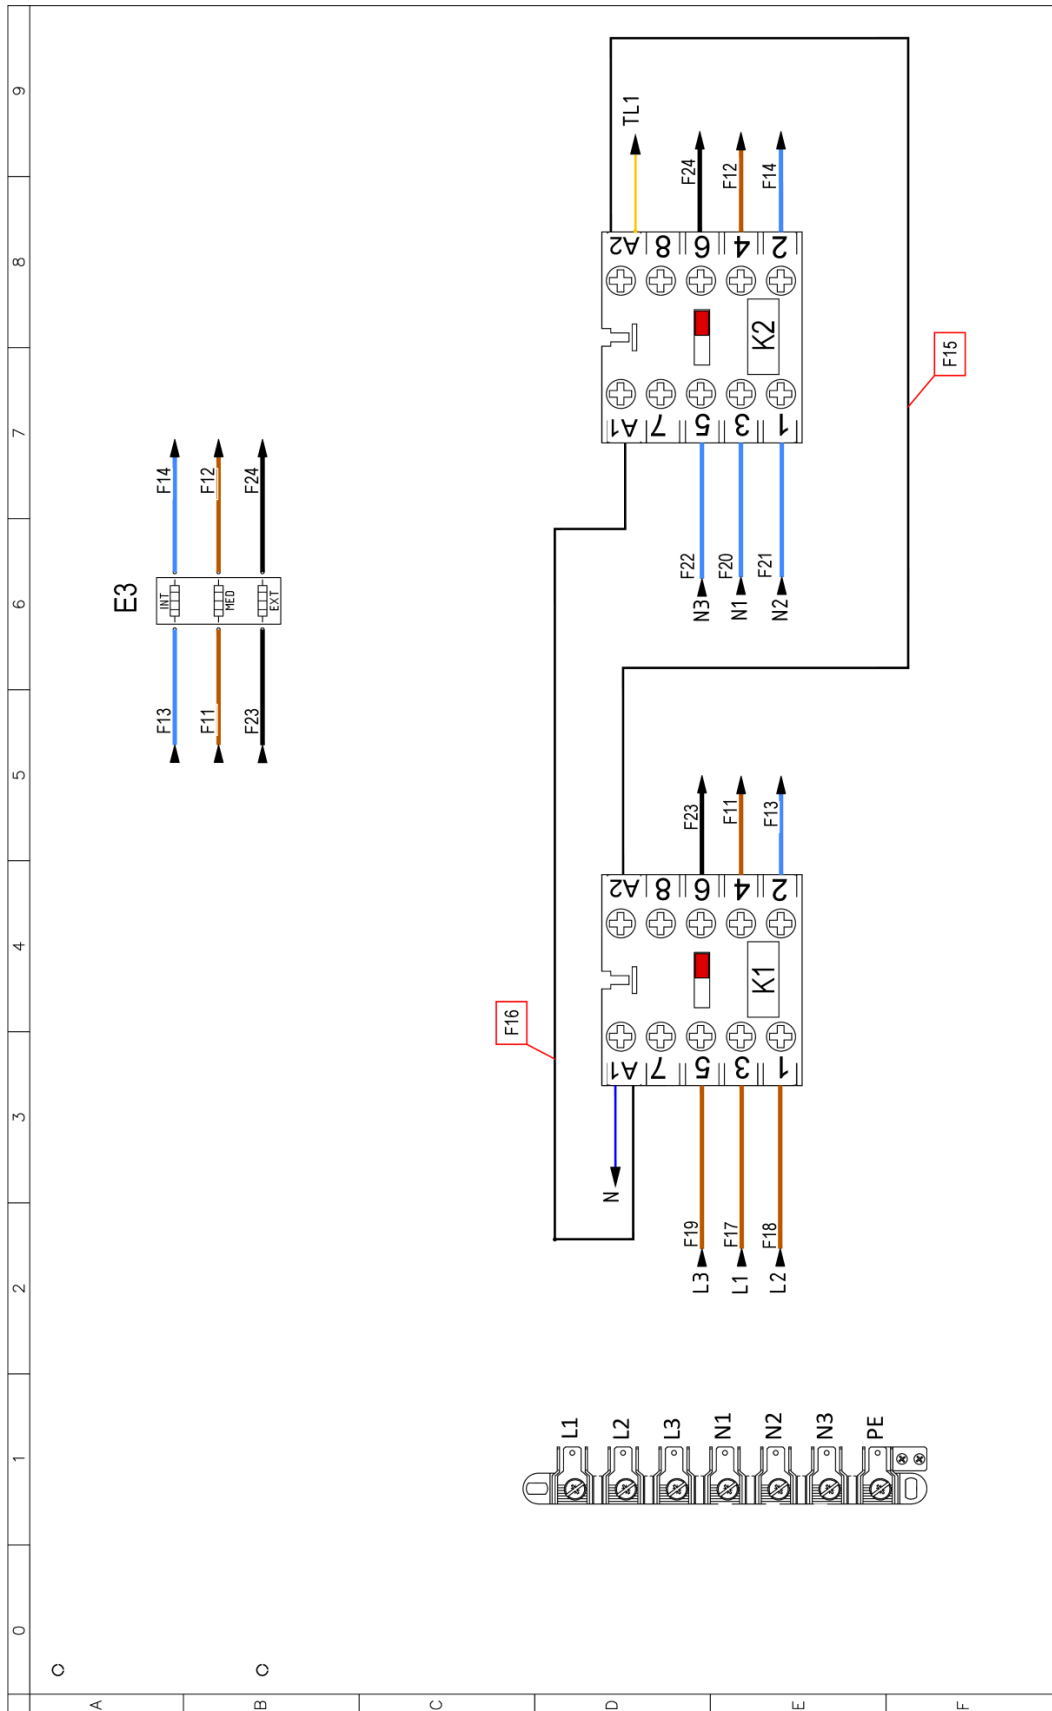 0 1 2 3 4 5 6 7 8 9
A
B
C
D
E
F
E3
F13 INT F14
F11 MED F12
F23 EXT F24
F16
F15
N
A1 A2
7 8
L3 F19 5 6 F23
L1 F17 3 4 F11
L2 F18 1 2 F13
K1
A1 A2 TL1
7 8
N3 F22 5 6 F24
N1 F20 3 4 F12
N2 F21 1 2 F14
K2
L1
L2
L3
N1
N2
N3
PE